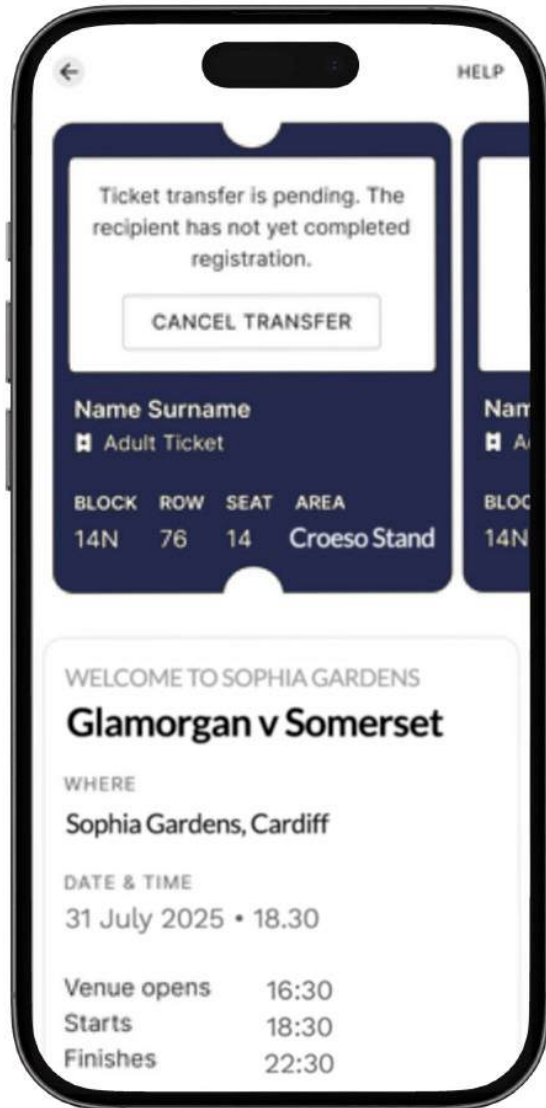 HELP
Ticket transfer is pending. The
recipient has not yet completed
registration.
CANCEL TRANSFER
Name Surname
Adult Ticket
BLOCK ROW SEAT AREA
14N 76 14 Croeso Stand
Nam
A
BLOC
14N
WELCOME TO SOPHIA GARDENS
Glamorgan v Somerset
WHERE
Sophia Gardens, Cardiff
DATE & TIME
31 July 2025 • 18.30
Venue opens 16:30
Starts 18:30
Finishes 22:30